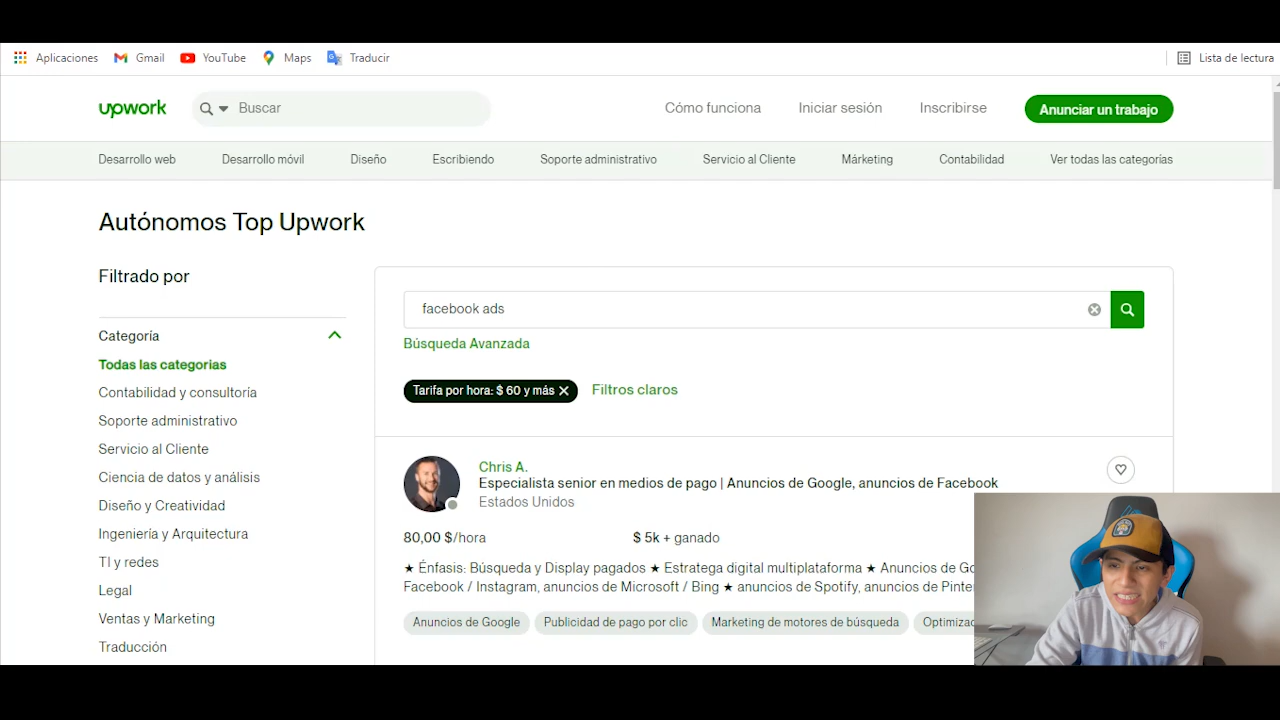 Aplicaciones Gmail YouTube Maps Traducir Lista de lectura
upwork Buscar Cómo funciona Iniciar sesión Inscribirse Anunciar un trabajo
Desarrollo web Desarrollo móvil Diseño Escribiendo Soporte administrativo Servicio al Cliente Márketing Contabilidad Ver todas las categorías
Autónomos Top Upwork
Filtrado por
Categoría
Todas las categorias
Contabilidad y consultoría
Soporte administrativo
Servicio al Cliente
Ciencia de datos y análisis
Diseño y Creatividad
Ingeniería y Arquitectura
TI y redes
Legal
Ventas y Marketing
Traducción
facebook ads
Búsqueda Avanzada
Tarifa por hora: $ 60 y más Filtros claros
Chris A.
Especialista senior en medios de pago | Anuncios de Google, anuncios de Facebook
Estados Unidos
80,00 $/hora $ 5k + ganado
★ Énfasis: Búsqueda y Display pagados ★ Estratega digital multiplataforma ★ Anuncios de Go
Facebook / Instagram, anuncios de Microsoft / Bing ★ anuncios de Spotify, anuncios de Pinte
Anuncios de Google Publicidad de pago por clic Marketing de motores de búsqueda Optimizac